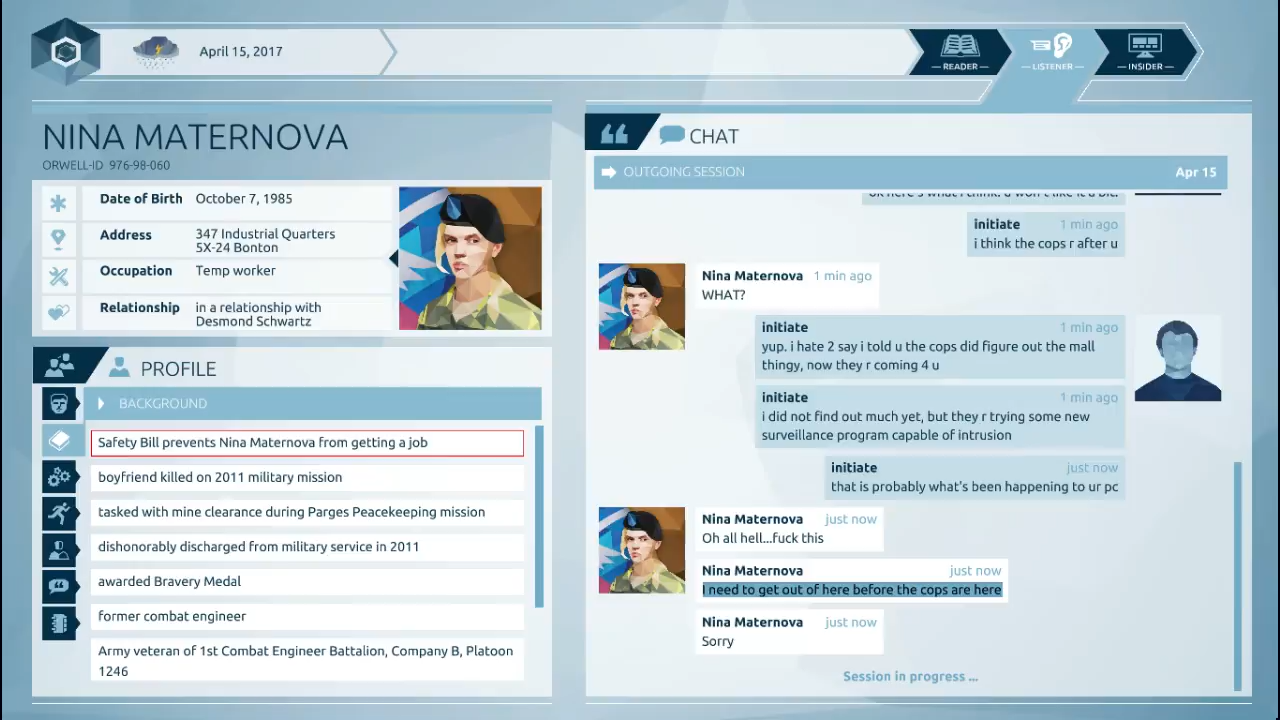 April 15, 2017
— READER —
— LISTENER —
— INSIDER —
NINA MATERNOVA
ORWELL-ID 976-98-060
Date of Birth October 7, 1985
Address 347 Industrial Quarters
5X-24 Bonton
Occupation Temp worker
Relationship in a relationship with
Desmond Schwartz
PROFILE
BACKGROUND
Safety Bill prevents Nina Maternova from getting a job
boyfriend killed on 2011 military mission
tasked with mine clearance during Parges Peacekeeping mission
dishonorably discharged from military service in 2011
awarded Bravery Medal
former combat engineer
Army veteran of 1st Combat Engineer Battalion, Company B, Platoon
1246
CHAT
OUTGOING SESSION Apr 15
ok here's what i think. u won't like it a bit.
initiate 1 min ago
i think the cops r after u
Nina Maternova 1 min ago
WHAT?
initiate 1 min ago
yup. i hate 2 say i told u the cops did figure out the mall
thingy, now they r coming 4 u
initiate 1 min ago
i did not find out much yet, but they r trying some new
surveillance program capable of intrusion
initiate just now
that is probably what's been happening to ur pc
Nina Maternova just now
Oh all hell...fuck this
Nina Maternova just now
I need to get out of here before the cops are here
Nina Maternova just now
Sorry
Session in progress ...